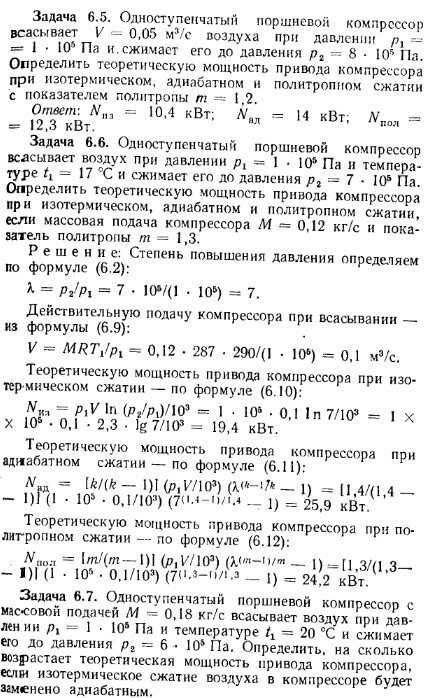 Задача 6.5. Одноступенчатый поршневой компрессор
всасывает V = 0,05 м³/с воздуха при давлении p₁ =
= 1 · 10⁵ Па и сжимает его до давления p₂ = 8 · 10⁵ Па.
Определить теоретическую мощность привода компрессора
при изотермическом, адиабатном и политропном сжатии
с показателем политропы m = 1,2.
Ответ: Nиз = 10,4 кВт; Nад = 14 кВт; Nпол =
= 12,3 кВт.
Задача 6.6. Одноступенчатый поршневой компрессор
всасывает воздух при давлении p₁ = 1 · 10⁵ Па и темпера-
туре t₁ = 17 °С и сжимает его до давления p₂ = 7 · 10⁵ Па.
Определить теоретическую мощность привода компрессора
при изотермическом, адиабатном и политропном сжатии,
если массовая подача компрессора M = 0,12 кг/с и пока-
затель политропы m = 1,3.
Решение: Степень повышения давления определяем
по формуле (6.2):
λ = p₂/p₁ = 7 · 10⁵/(1 · 10⁵) = 7.
Действительную подачу компрессора при всасывании —
из формулы (6.9):
V = MRT₁/p₁ = 0,12 · 287 · 290/(1 · 10⁵) = 0,1 м³/с.
Теоретическую мощность привода компрессора при изо-
термическом сжатии — по формуле (6.10):
Nиз = p₁V ln (p₂/p₁)/10³ = 1 · 10⁵ · 0,1 ln 7/10³ = 1 ×
× 10⁵ · 0,1 · 2,3 · lg 7/10³ = 19,4 кВт.
Теоретическую мощность привода компрессора при
адиабатном сжатии — по формуле (6.11):
Nад = [k/(k — 1)] (p₁V/10³) (λ⁽ᵏ⁻¹⁾/ᵏ — 1) = [1,4/(1,4 —
— 1)] (1 · 10⁵ · 0,1/10³) (7⁽¹,⁴⁻¹⁾/¹,⁴ — 1) = 25,9 кВт.
Теоретическую мощность привода компрессора при по-
литропном сжатии — по формуле (6.12):
Nпол = [m/(m — 1)] (p₁V/10³) (λ⁽ᵐ⁻¹⁾/ᵐ — 1) = [1,3/(1,3 —
— 1)] (1 · 10⁵ · 0,1/10³) (7⁽¹,³⁻¹⁾/¹,³ — 1) = 24,2 кВт.
Задача 6.7. Одноступенчатый поршневой компрессор с
массовой подачей M = 0,18 кг/с всасывает воздух при дав-
лении p₁ = 1 · 10⁵ Па и температуре t₁ = 20 °С и сжимает
его до давления p₂ = 6 · 10⁵ Па. Определить, на сколько
возрастает теоретическая мощность привода компрессора,
если изотермическое сжатие воздуха в компрессоре будет
заменено адиабатным.